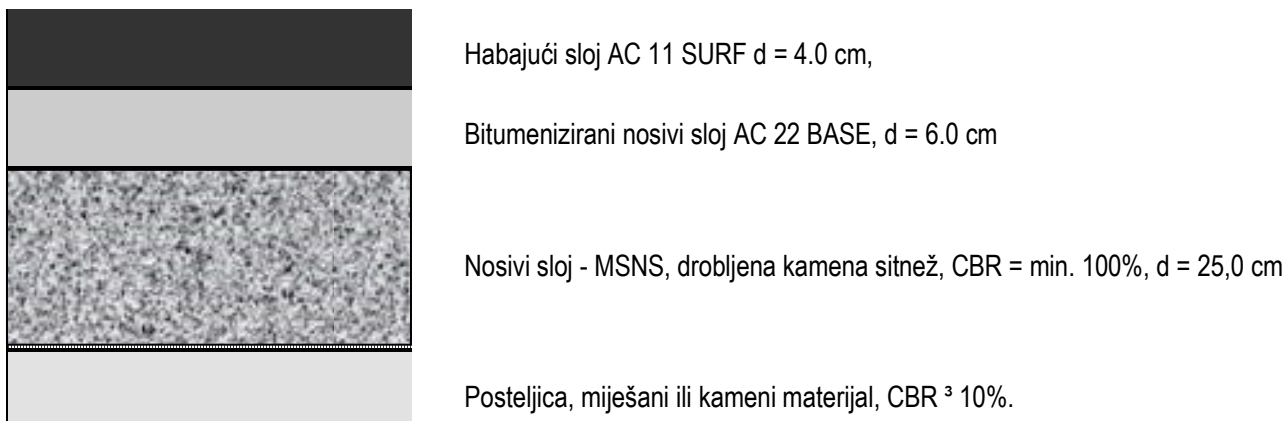 Habajući sloj AC 11 SURF d = 4.0 cm,
Bitumenizirani nosivi sloj AC 22 BASE, d = 6.0 cm
Nosivi sloj - MSNS, drobljena kamena sitnež, CBR = min. 100%, d = 25,0 cm
Posteljica, miješani ili kameni materijal, CBR ³ 10%.